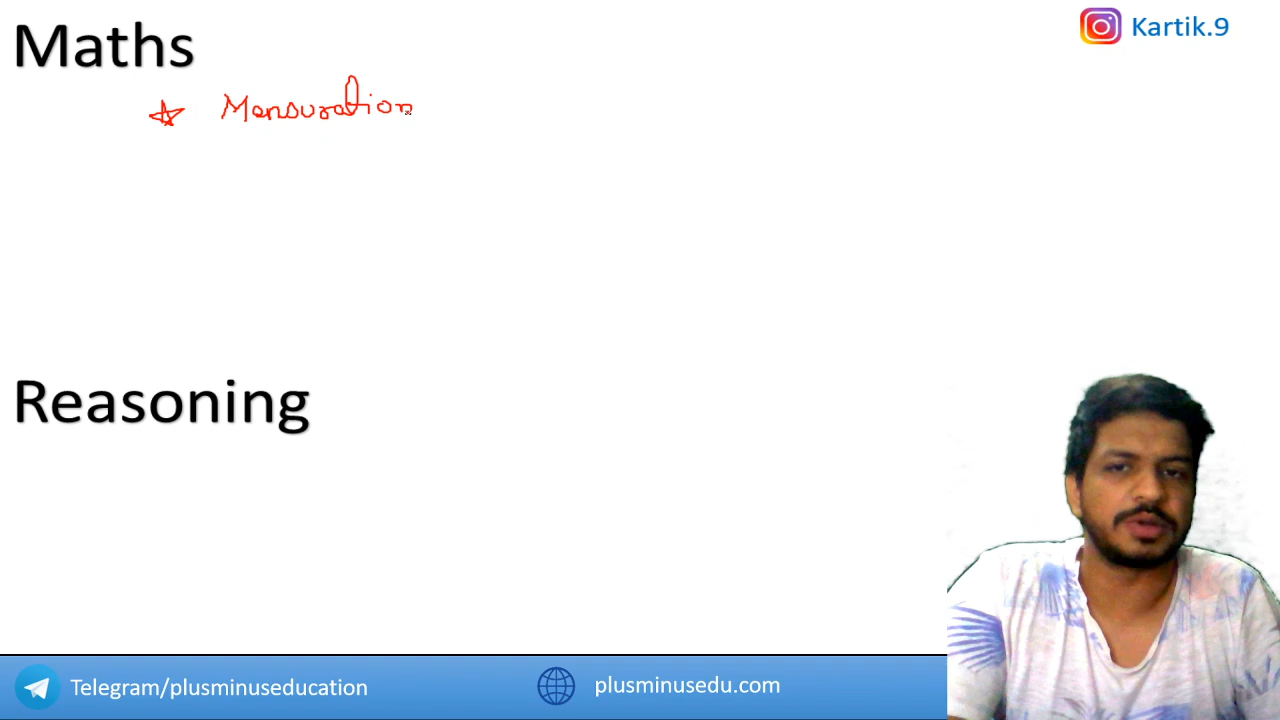 Maths
Kartik.9
Mensuration
Reasoning
Telegram/plusminuseducation
plusminusedu.com